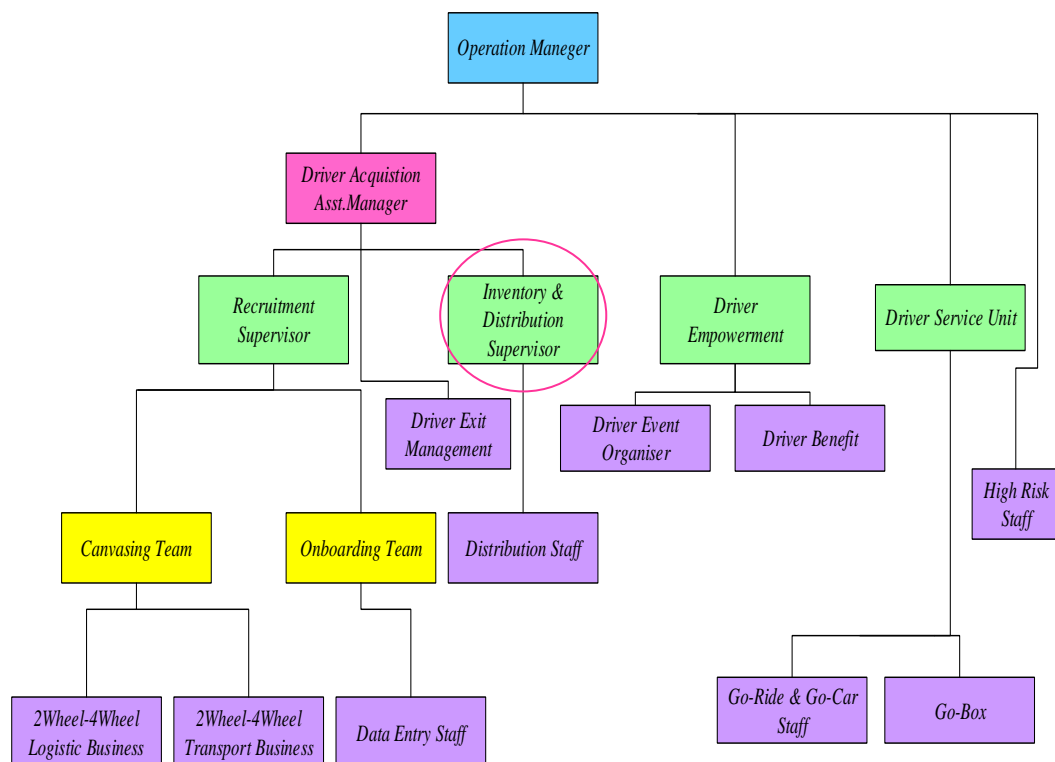 Operation Maneger
Driver Acquistion
Asst.Manager
Recruitment
Supervisor
Inventory &
Distribution
Supervisor
Driver
Empowerment
Driver Service Unit
Driver Exit
Management
Driver Event
Organiser
Driver Benefit
High Risk
Staff
Canvasing Team
Onboarding Team
Distribution Staff
2Wheel-4Wheel
Logistic Business
2Wheel-4Wheel
Transport Business
Data Entry Staff
Go-Ride & Go-Car
Staff
Go-Box